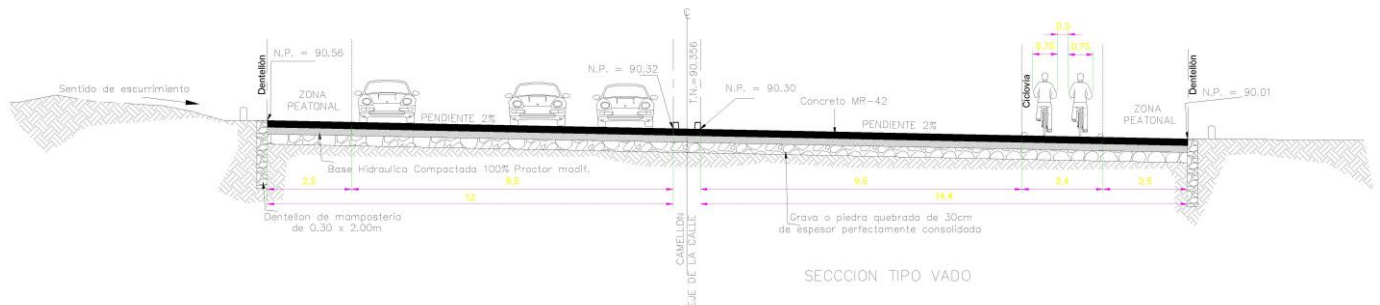 Sentido de escurrimiento
Dentellón
N.P. = 90.56
ZONA
PEATONAL
PENDIENTE 2%
N.P. = 90.32
℄
T.N.=90.356
N.P. = 90.30
Concreto MR-42
PENDIENTE 2%
0.3
0.75
0.75
Ciclovia
ZONA
PEATONAL
Dentellón
N.P. = 90.01
Base Hidraulica Compactada 100% Proctor modif.
2.5
9.5
9.5
2.4
2.5
12
14.4
Dentellon de mampostería
de 0.30 x 2.00m
CAMELLON
EJE DE LA CALLE
Grava o piedra quebrada de 30cm
de espesor perfectamente consolidada
SECCCION TIPO VADO